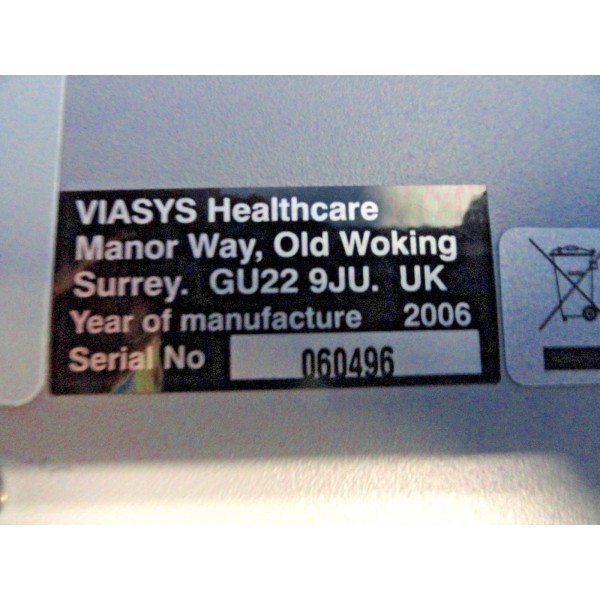 VIASYS Healthcare
Manor Way, Old Woking
Surrey. GU22 9JU. UK
Year of manufacture 2006
Serial No 060496